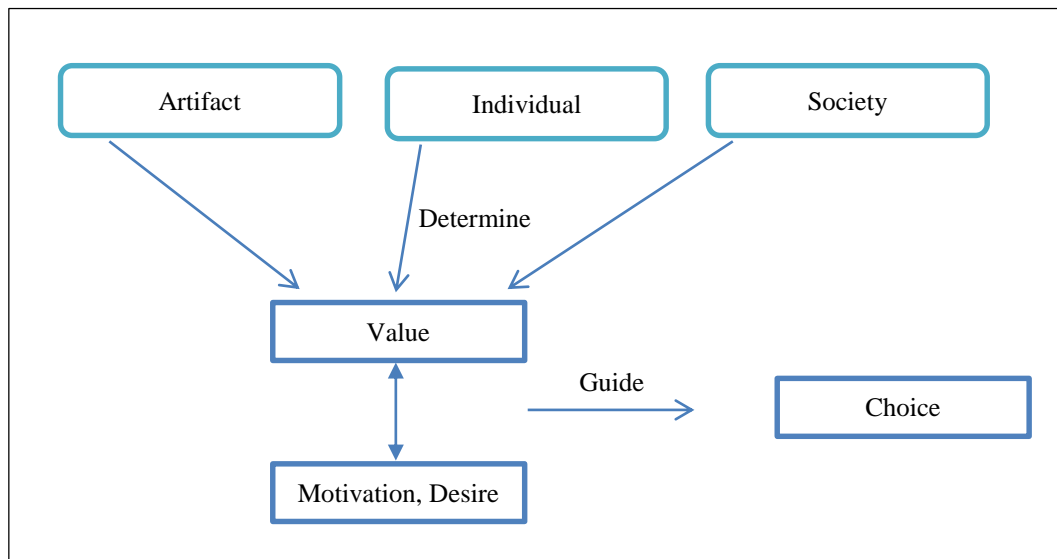 Artifact
Individual
Society
Determine
Value
Guide
Choice
Motivation, Desire